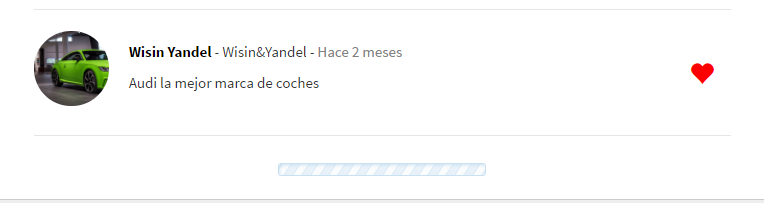 Wisin Yandel - Wisin&Yandel - Hace 2 meses
Audi la mejor marca de coches